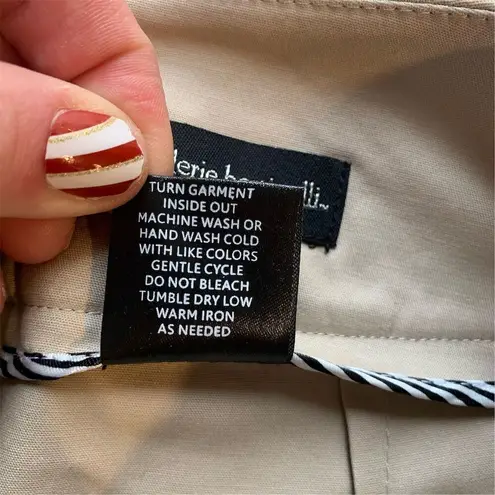 TURN GARMENT
INSIDE OUT
MACHINE WASH OR
HAND WASH COLD
WITH LIKE COLORS
GENTLE CYCLE
DO NOT BLEACH
TUMBLE DRY LOW
WARM IRON
AS NEEDED